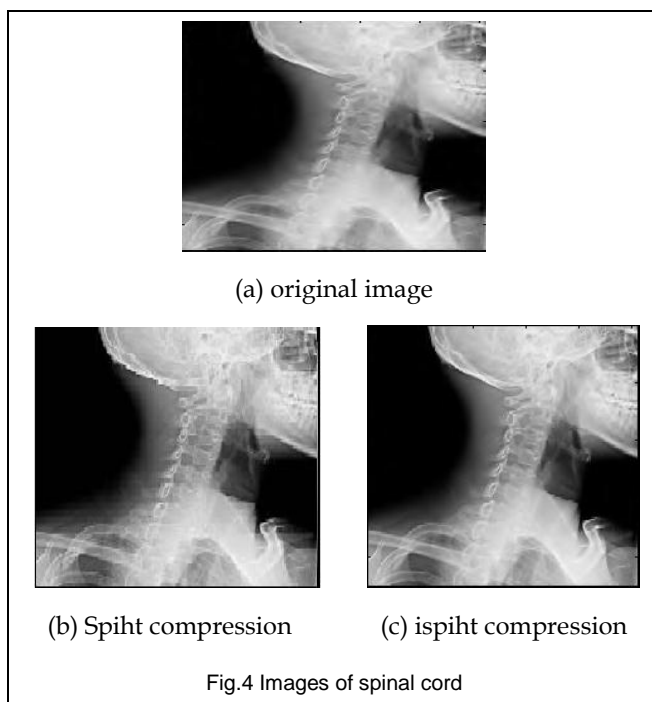 (a) original image
(b) Spiht compression (c) ispiht compression
Fig.4 Images of spinal cord